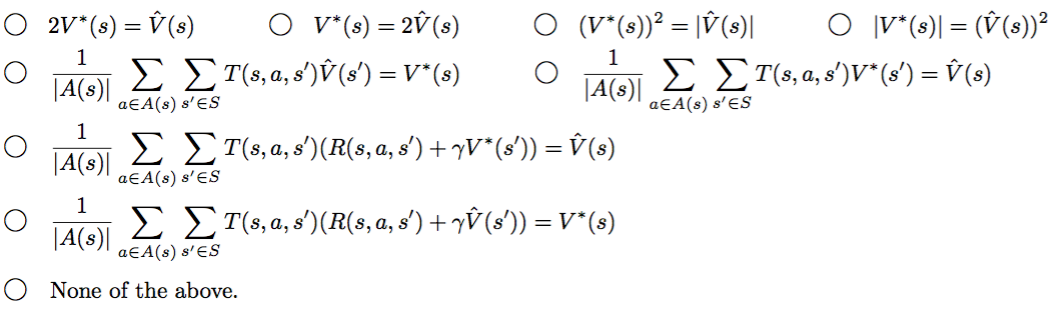 ○ 2V*(s) = V̂(s) ○ V*(s) = 2V̂(s) ○ (V*(s))² = |V̂(s)| ○ |V*(s)| = (V̂(s))²
○ 1/|A(s)| ∑_{a∈A(s)} ∑_{s′∈S} T(s, a, s′)V̂(s′) = V*(s) ○ 1/|A(s)| ∑_{a∈A(s)} ∑_{s′∈S} T(s, a, s′)V*(s′) = V̂(s)
○ 1/|A(s)| ∑_{a∈A(s)} ∑_{s′∈S} T(s, a, s′)(R(s, a, s′) + γV*(s′)) = V̂(s)
○ 1/|A(s)| ∑_{a∈A(s)} ∑_{s′∈S} T(s, a, s′)(R(s, a, s′) + γV̂(s′)) = V*(s)
○ None of the above.